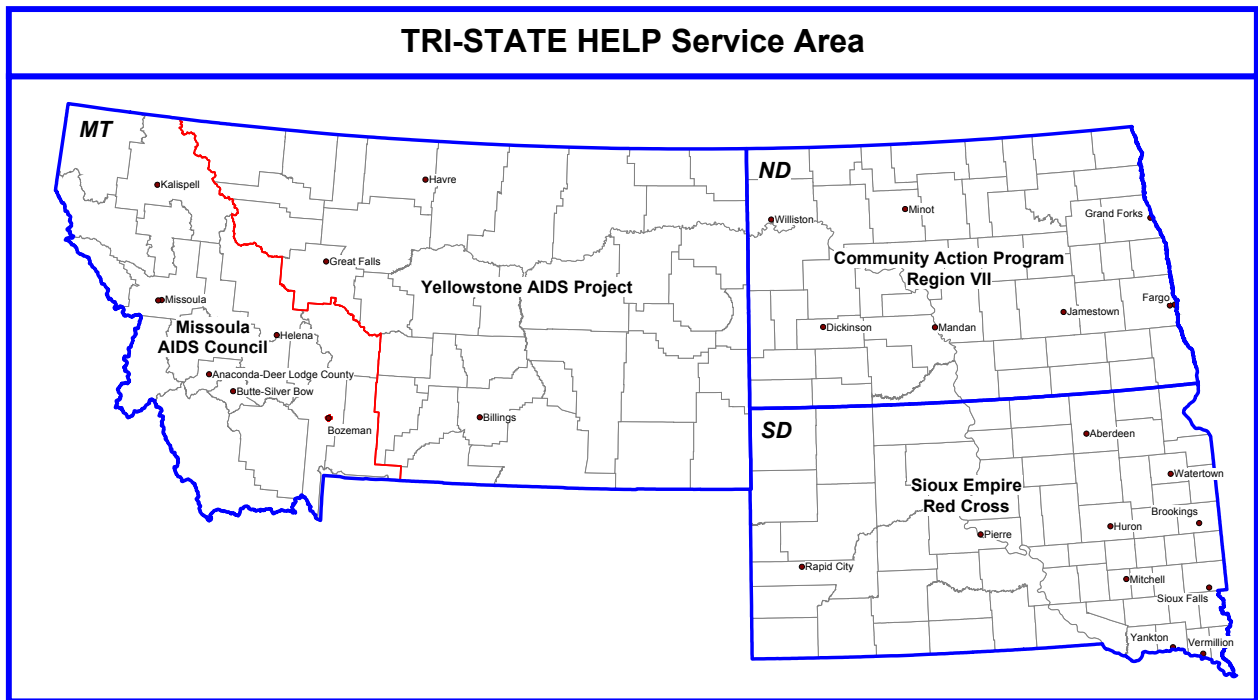 TRI-STATE HELP Service Area
MT
Kalispell
Havre
Great Falls
Yellowstone AIDS Project
Missoula
Missoula
AIDS Council
Helena
Anaconda-Deer Lodge County
Butte-Silver Bow
Bozeman
Billings
ND
Williston
Minot
Grand Forks
Community Action Program
Region VII
Fargo
Jamestown
Dickinson
Mandan
SD
Aberdeen
Watertown
Sioux Empire
Red Cross
Brookings
Huron
Pierre
Rapid City
Mitchell
Sioux Falls
Yankton
Vermillion